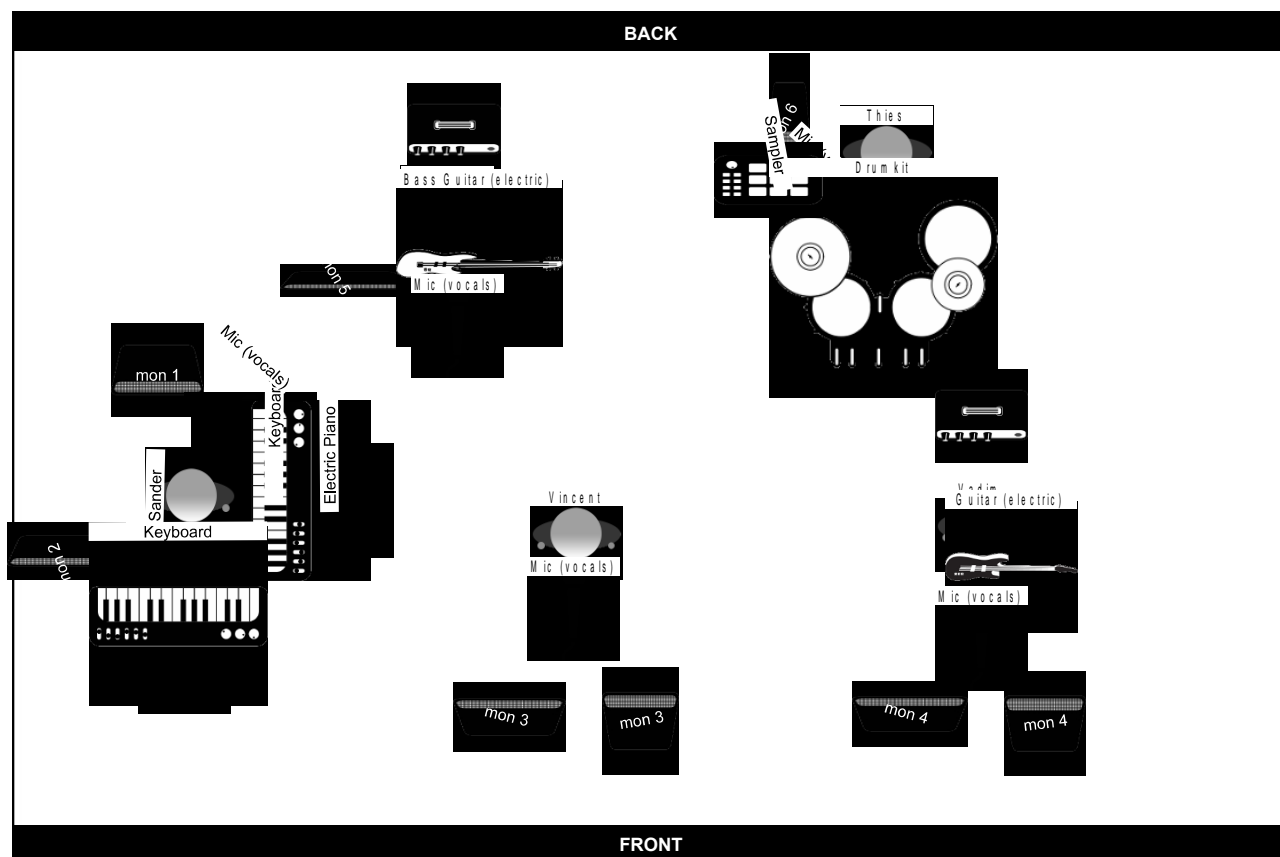 BACK
Thies
Sampler
Drum kit
Bass Guitar (electric)
Mic (vocals)
Mic (vocals)
mon 1
Keyboar
Electric Piano
Sander
Keyboard
Vincent
Mic (vocals)
Guitar (electric)
Mic (vocals)
mon 3
mon 3
mon 4
mon 4
FRONT